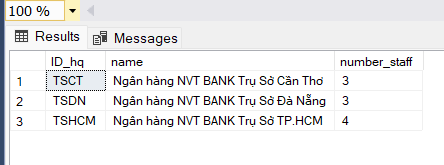 100 %
Results Messages
ID_hq name number_staff
1 TSCT Ngân hàng NVT BANK Trụ Sở Cần Thơ 3
2 TSDN Ngân hàng NVT BANK Trụ Sở Đà Nẵng 3
3 TSHCM Ngân hàng NVT BANK Trụ Sở TP.HCM 4